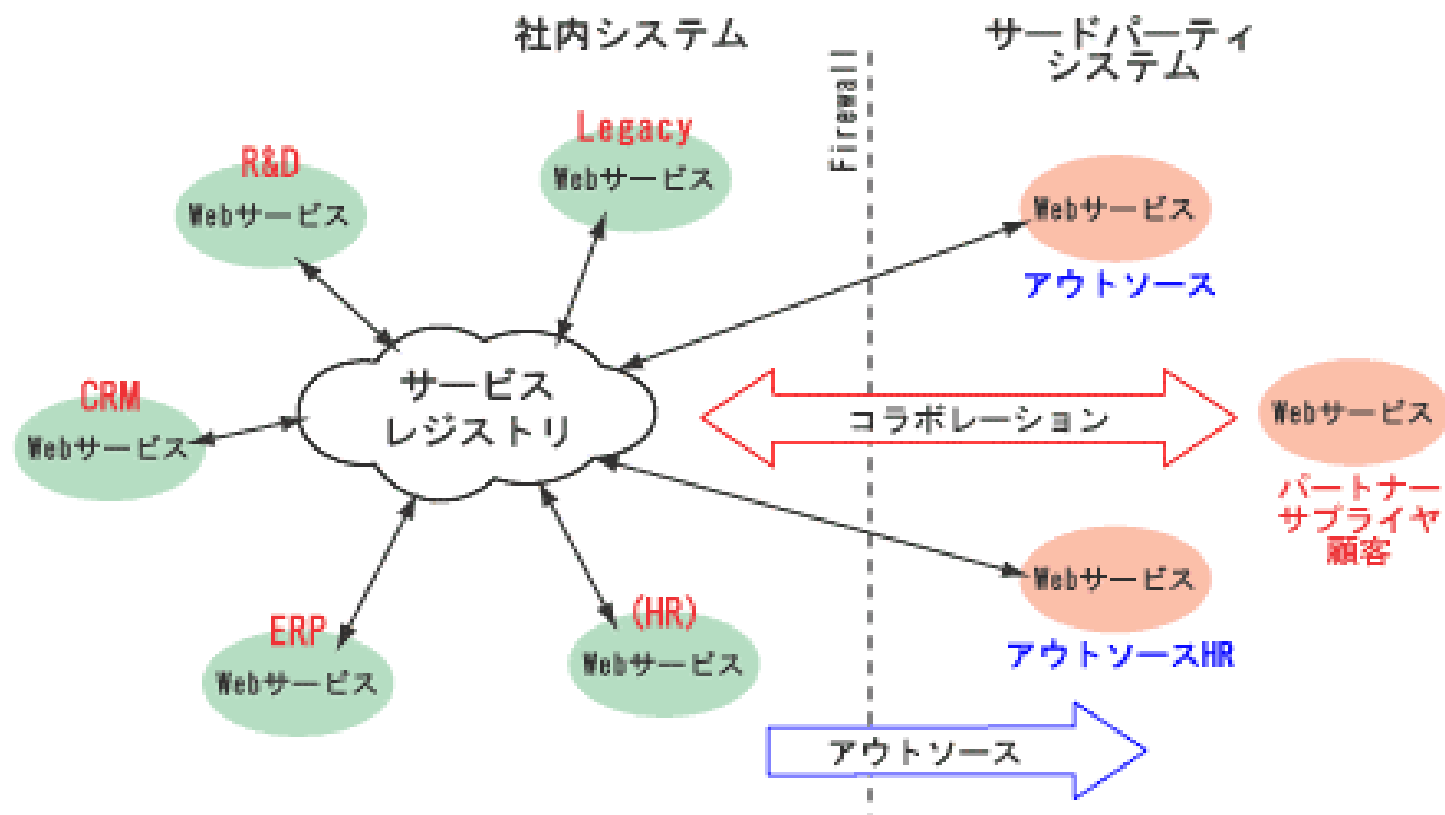 社内システム
サードパーティ
システム
Firewall
Legacy
Webサービス
R&D
Webサービス
Webサービス
アウトソース
サービス
レジストリ
CRM
Webサービス
コラボレーション
Webサービス
パートナー
サプライヤ
顧客
Webサービス
アウトソースHR
ERP
Webサービス
(HR)
Webサービス
アウトソース